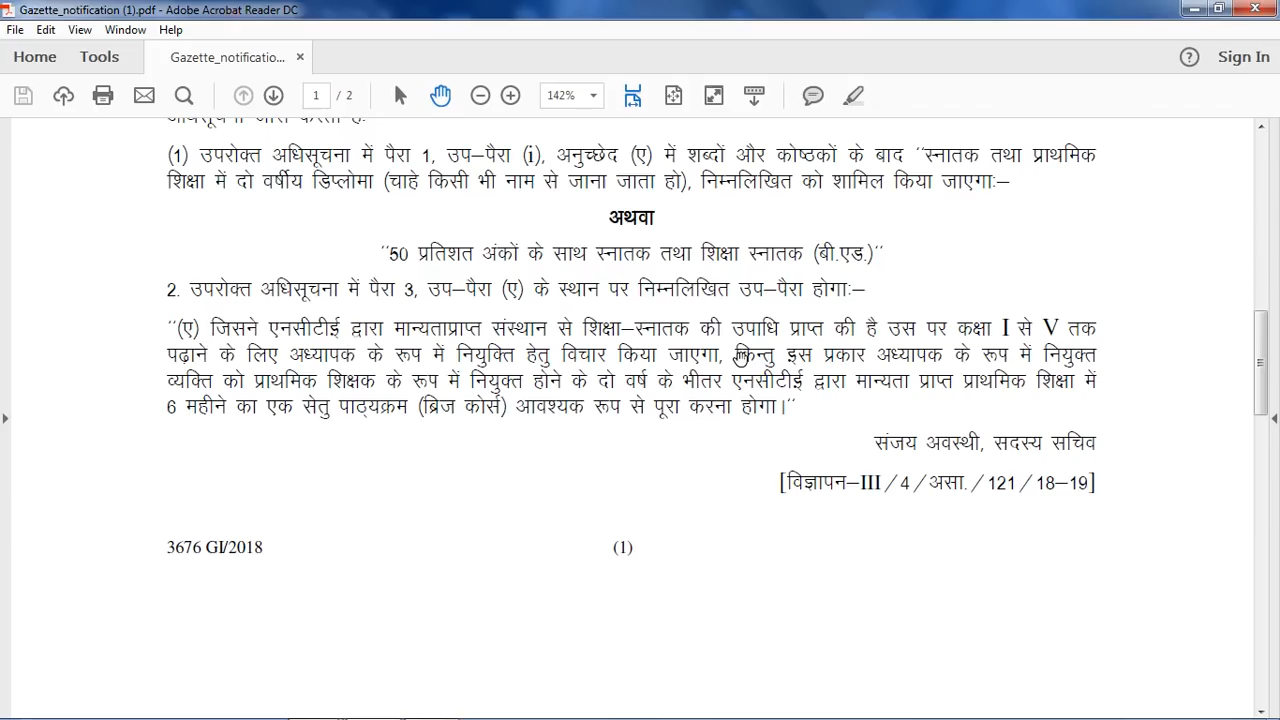 Gazette_notification (1).pdf - Adobe Acrobat Reader DC
File Edit View Window Help
Home Tools Gazette_notificatio... × Sign In
1 / 2 142%
(1) उपरोक्त अधिसूचना में पैरा 1, उप–पैरा (i), अनुच्छेद (ए) में शब्दों और कोष्ठकों के बाद ‘‘स्नातक तथा प्राथमिक
शिक्षा में दो वर्षीय डिप्लोमा (चाहे किसी भी नाम से जाना जाता हो), निम्नलिखित को शामिल किया जाएगाः–
अथवा
‘‘50 प्रतिशत अंकों के साथ स्नातक तथा शिक्षा स्नातक (बी.एड.)‘‘
2. उपरोक्त अधिसूचना में पैरा 3, उप–पैरा (ए) के स्थान पर निम्नलिखित उप–पैरा होगाः–
‘‘(ए) जिसने एनसीटीई द्वारा मान्यताप्राप्त संस्थान से शिक्षा–स्नातक की उपाधि प्राप्त की है उस पर कक्षा I से V तक
पढ़ाने के लिए अध्यापक के रूप में नियुक्ति हेतु विचार किया जाएगा, किन्तु इस प्रकार अध्यापक के रूप में नियुक्त
व्यक्ति को प्राथमिक शिक्षक के रूप में नियुक्त होने के दो वर्ष के भीतर एनसीटीई द्वारा मान्यता प्राप्त प्राथमिक शिक्षा में
6 महीने का एक सेतु पाठ्यक्रम (ब्रिज कोर्स) आवश्यक रूप से पूरा करना होगा।‘‘
संजय अवस्थी, सदस्य सचिव
[विज्ञापन–III/4/असा./121/18–19]
3676 GI/2018 (1)